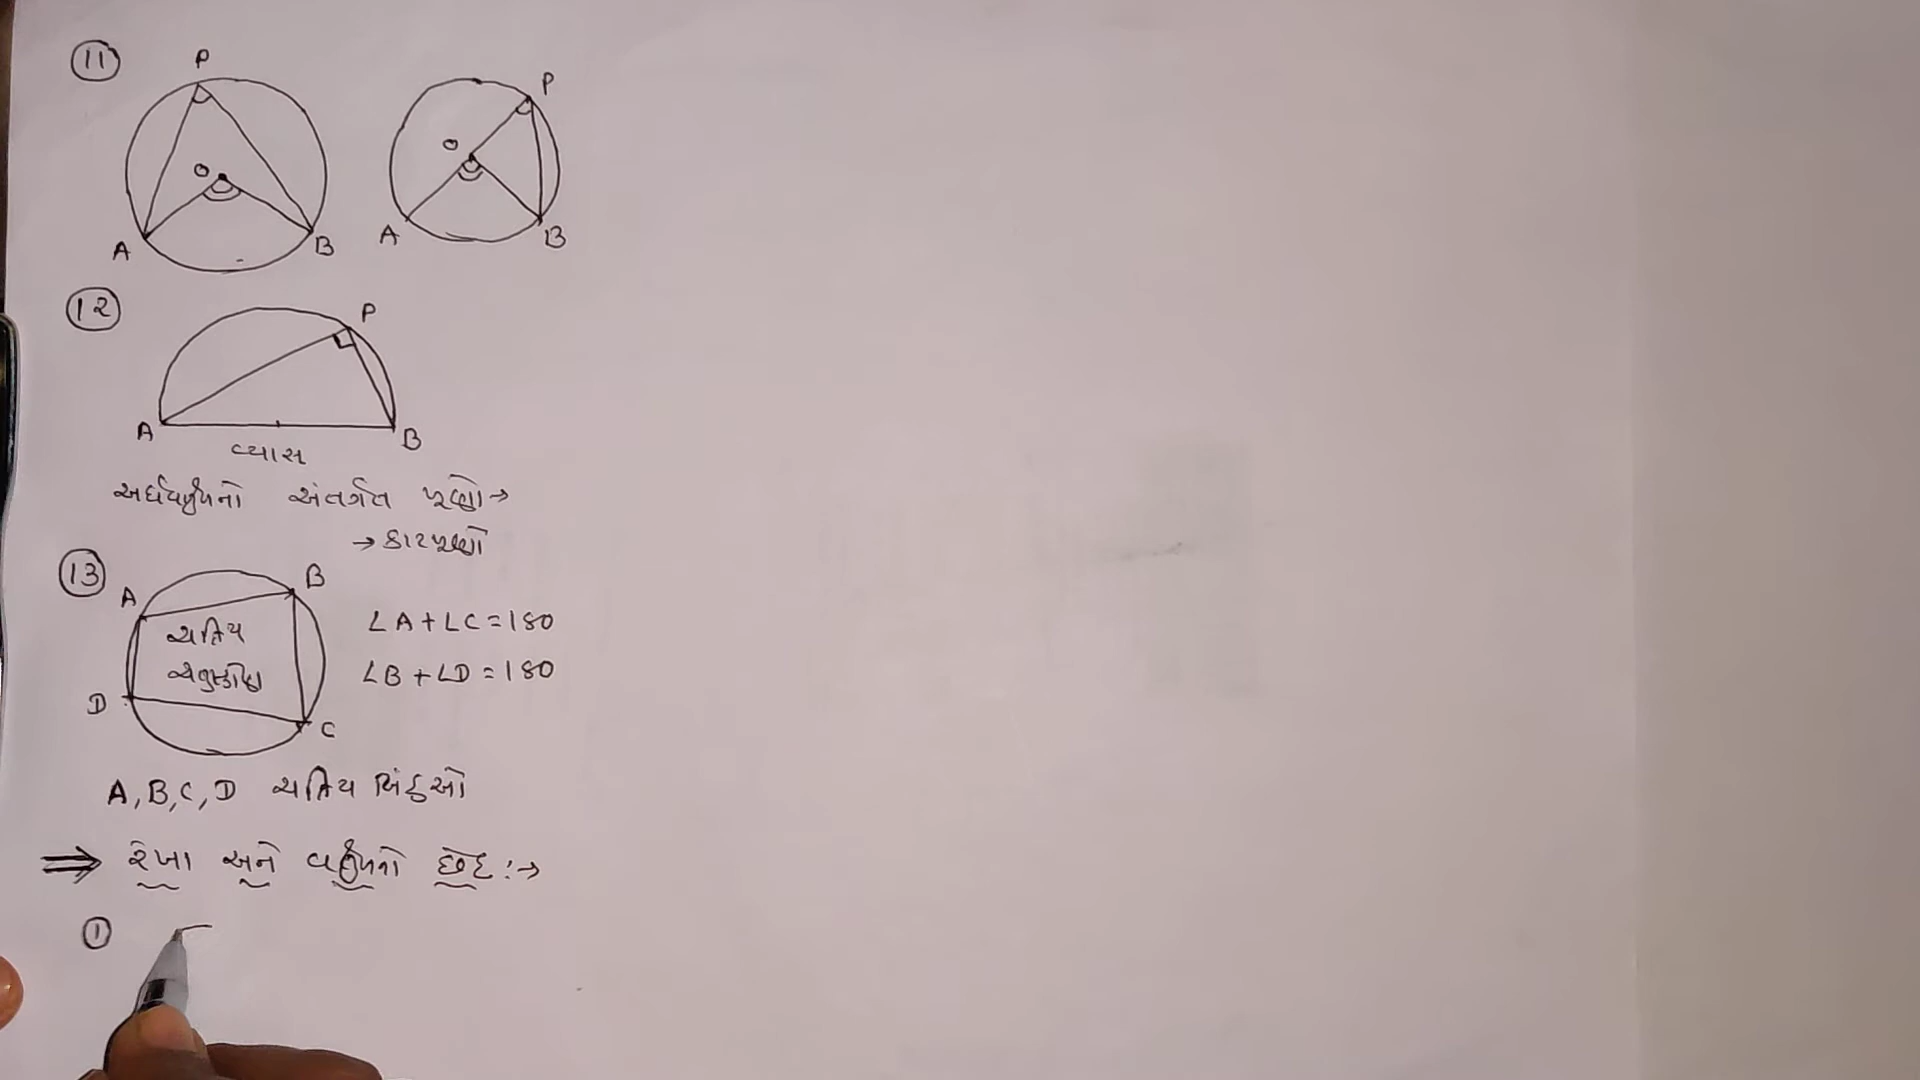 11
P
P
O
O
A
B
A
B
12
P
A
B
વ્યાસ
અર્ધવર્તુળનો અંતર્ગત ખૂણો →
→ કાટખૂણો
13
A
B
ચક્રિય
ચતુષ્કોણ
D
C
∠A+∠C=180
∠B+∠D=180
A, B, C, D ચક્રિય બિંદુઓ
⇒ રેખા અને વર્તુળનો છેદ :→
1